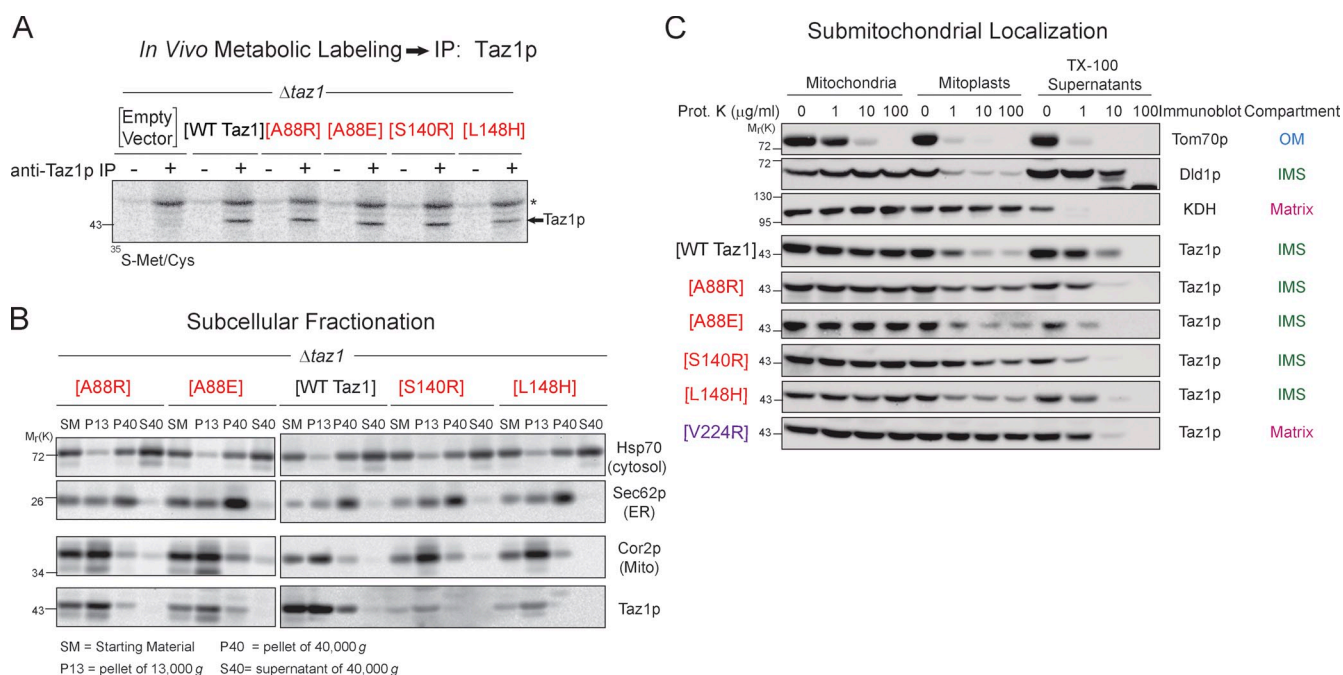 A
In Vivo Metabolic Labeling → IP: Taz1p
Δtaz1
[Empty Vector] [WT Taz1] [A88R] [A88E] [S140R] [L148H]
anti-Taz1p IP - + - + - + - + - + - +
*
43
Taz1p
35S-Met/Cys
B
Subcellular Fractionation
Δtaz1
[A88R] [A88E] [WT Taz1] [S140R] [L148H]
SM P13 P40 S40 SM P13 P40 S40 SM P13 P40 S40 SM P13 P40 S40 SM P13 P40 S40
Mr(K)
72
Hsp70
(cytosol)
26
Sec62p
(ER)
34
Cor2p
(Mito)
43
Taz1p
SM = Starting Material P40 = pellet of 40,000 g
P13 = pellet of 13,000 g S40= supernatant of 40,000 g
C
Submitochondrial Localization
Mitochondria Mitoplasts TX-100
Supernatants
Prot. K (μg/ml) 0 1 10 100 0 1 10 100 0 1 10 100 Immunoblot Compartment
Mr(K)
72 Tom70p OM
72 Dld1p IMS
130
95 KDH Matrix
[WT Taz1] 43 Taz1p IMS
[A88R] 43 Taz1p IMS
[A88E] 43 Taz1p IMS
[S140R] 43 Taz1p IMS
[L148H] 43 Taz1p IMS
[V224R] 43 Taz1p Matrix